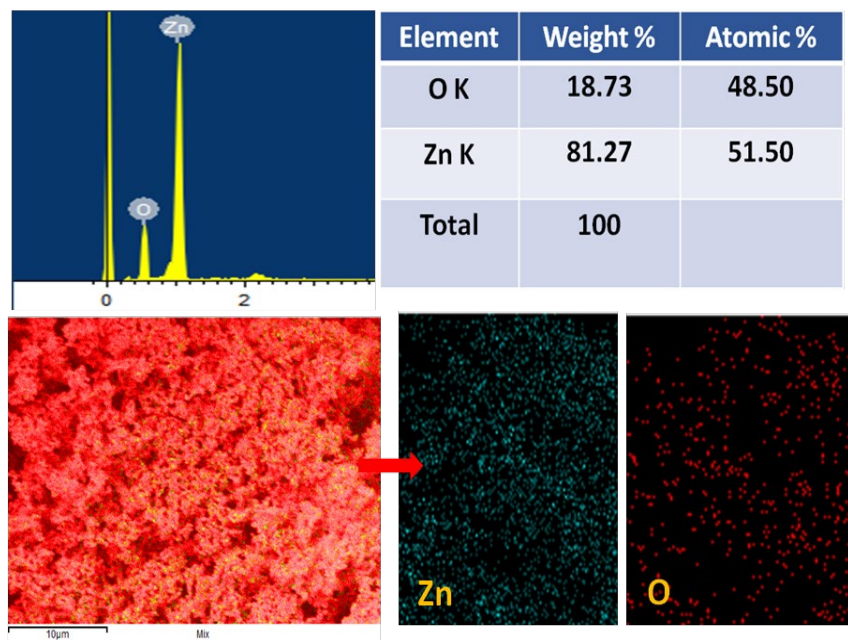 Zn
O
0 2
Element Weight % Atomic %
O K 18.73 48.50
Zn K 81.27 51.50
Total 100
10μm Mix
Zn
O